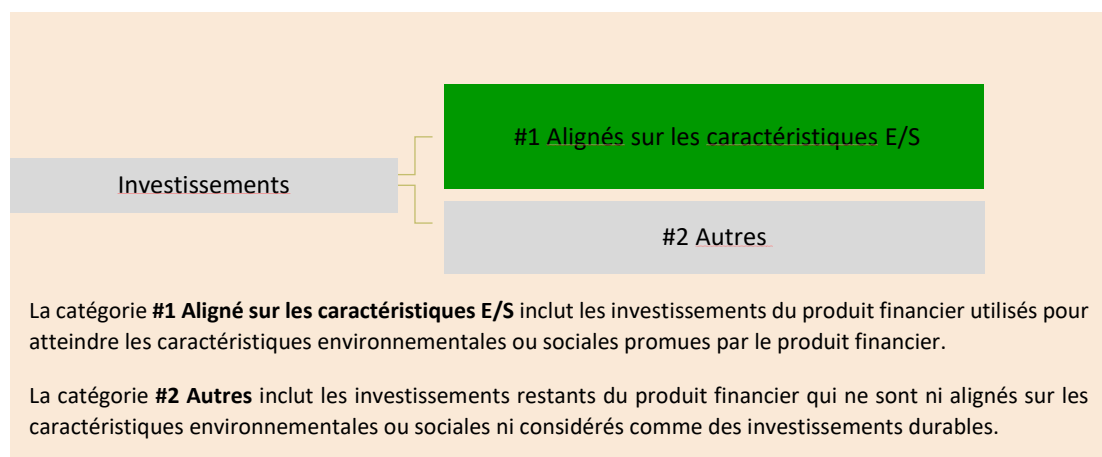 #1 Alignés sur les caractéristiques E/S
Investissements
#2 Autres
La catégorie #1 Aligné sur les caractéristiques E/S inclut les investissements du produit financier utilisés pour
atteindre les caractéristiques environnementales ou sociales promues par le produit financier.
La catégorie #2 Autres inclut les investissements restants du produit financier qui ne sont ni alignés sur les
caractéristiques environnementales ou sociales ni considérés comme des investissements durables.